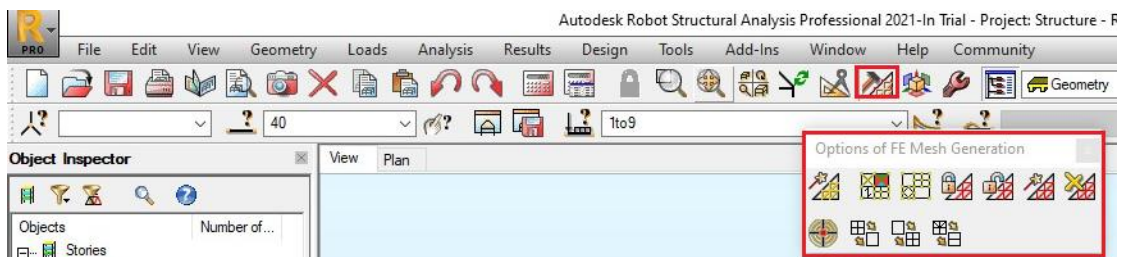 Autodesk Robot Structural Analysis Professional 2021-In Trial - Project: Structure - R
PRO File Edit View Geometry Loads Analysis Results Design Tools Add-Ins Window Help Community
Geometry
40 1to9
Object Inspector View Plan
Options of FE Mesh Generation
Objects Number of...
Stories